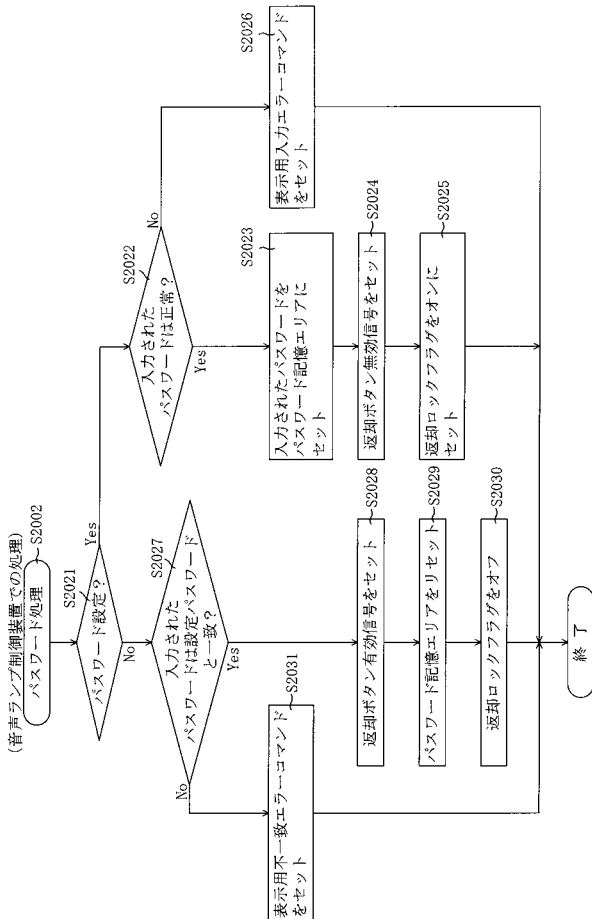 (音声ランプ制御装置での処理)
パスワード処理
S2002
S2021
パスワード設定？
Yes
No
S2022
入力された
パスワードは正常？
No
Yes
S2026
表示用入力エラーコマンド
をセット
S2023
入力されたパスワードを
パスワード記憶エリアに
セット
S2024
返却ボタン無効信号をセット
S2025
返却ロックフラグをオンに
セット
S2027
入力された
パスワードは設定パスワード
と一致？
Yes
No
S2028
返却ボタン有効信号をセット
S2029
パスワード記憶エリアをリセット
S2030
返却ロックフラグをオフ
S2031
表示用不一致エラーコマンド
をセット
終了